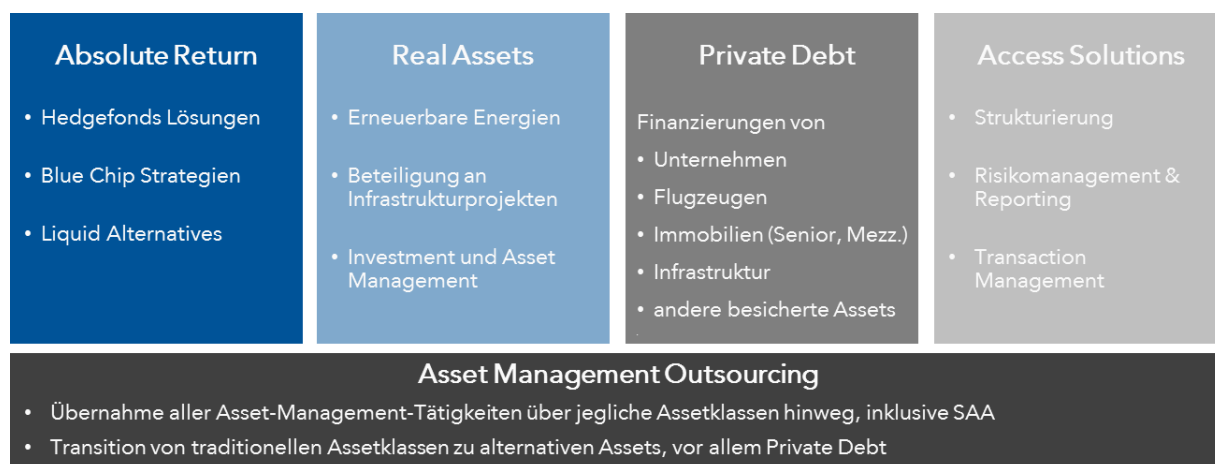 Absolute Return
• Hedgefonds Lösungen
• Blue Chip Strategien
• Liquid Alternatives
Real Assets
• Erneuerbare Energien
• Beteiligung an
Infrastrukturprojekten
• Investment und Asset
Management
Private Debt
Finanzierungen von
• Unternehmen
• Flugzeugen
• Immobilien (Senior, Mezz.)
• Infrastruktur
• andere besicherte Assets
Access Solutions
• Strukturierung
• Risikomanagement &
Reporting
• Transaction
Management
Asset Management Outsourcing
• Übernahme aller Asset-Management-Tätigkeiten über jegliche Assetklassen hinweg, inklusive SAA
• Transition von traditionellen Assetklassen zu alternativen Assets, vor allem Private Debt